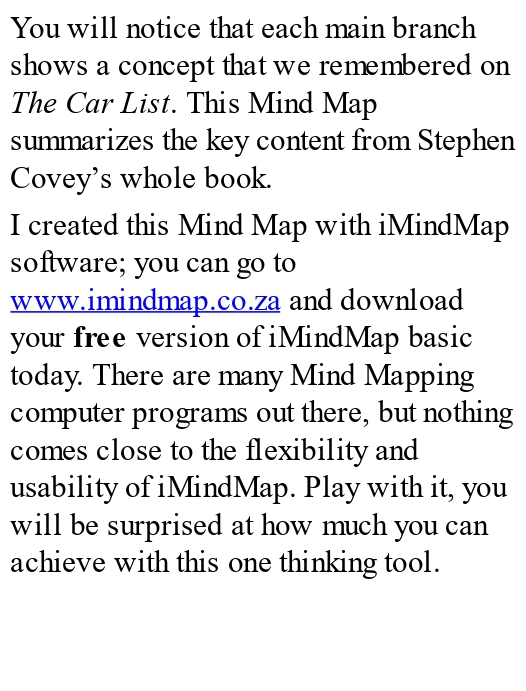 You will notice that each main branch
shows a concept that we remembered on
The Car List. This Mind Map
summarizes the key content from Stephen
Covey’s whole book.
I created this Mind Map with iMindMap
software; you can go to
www.imindmap.co.za and download
your free version of iMindMap basic
today. There are many Mind Mapping
computer programs out there, but nothing
comes close to the flexibility and
usability of iMindMap. Play with it, you
will be surprised at how much you can
achieve with this one thinking tool.